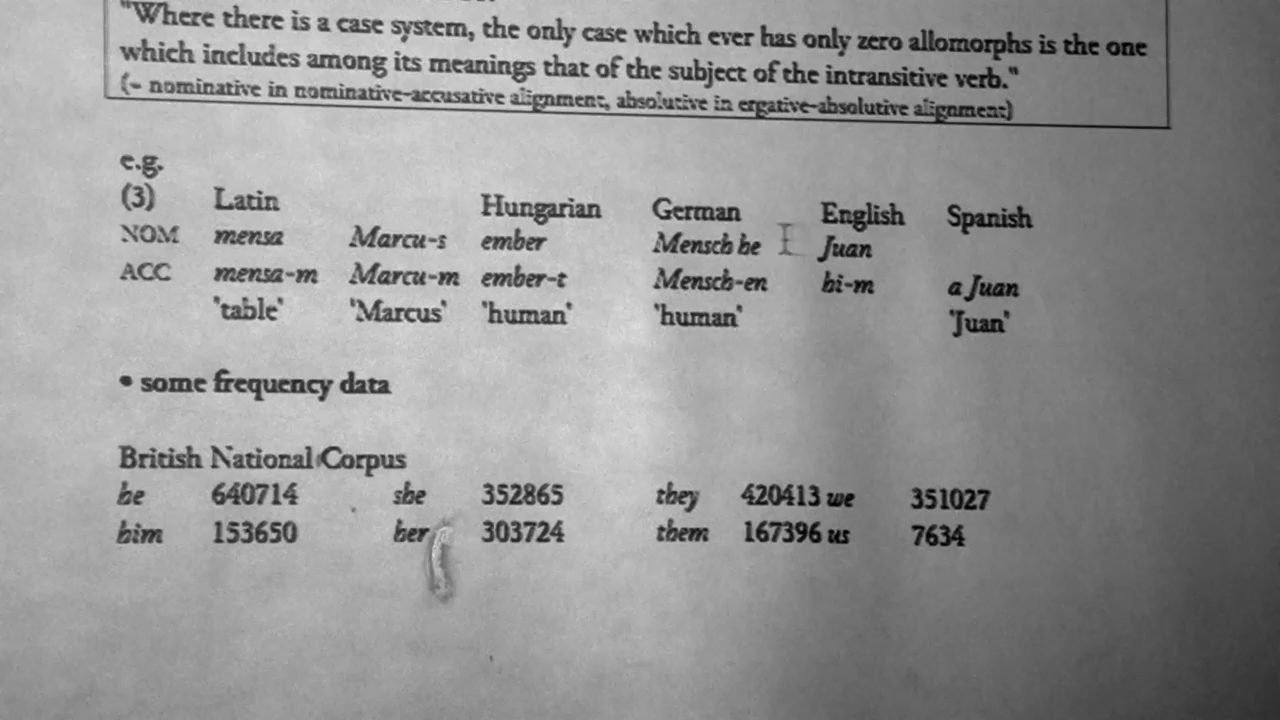 "Where there is a case system, the only case which ever has only zero allomorphs is the one
which includes among its meanings that of the subject of the intransitive verb."
(- nominative in nominative-accusative alignment, absolutive in ergative-absolutive alignment)
e.g.
(3) Latin Hungarian German English Spanish
NOM mensa Marcu-s ember Mensch he Juan
ACC mensa-m Marcu-m ember-t Mensch-en hi-m a Juan
'table' 'Marcus' 'human' 'human' 'Juan'
• some frequency data
British National Corpus
he 640714 she 352865 they 420413 we 351027
him 153650 her 303724 them 167396 us 7634